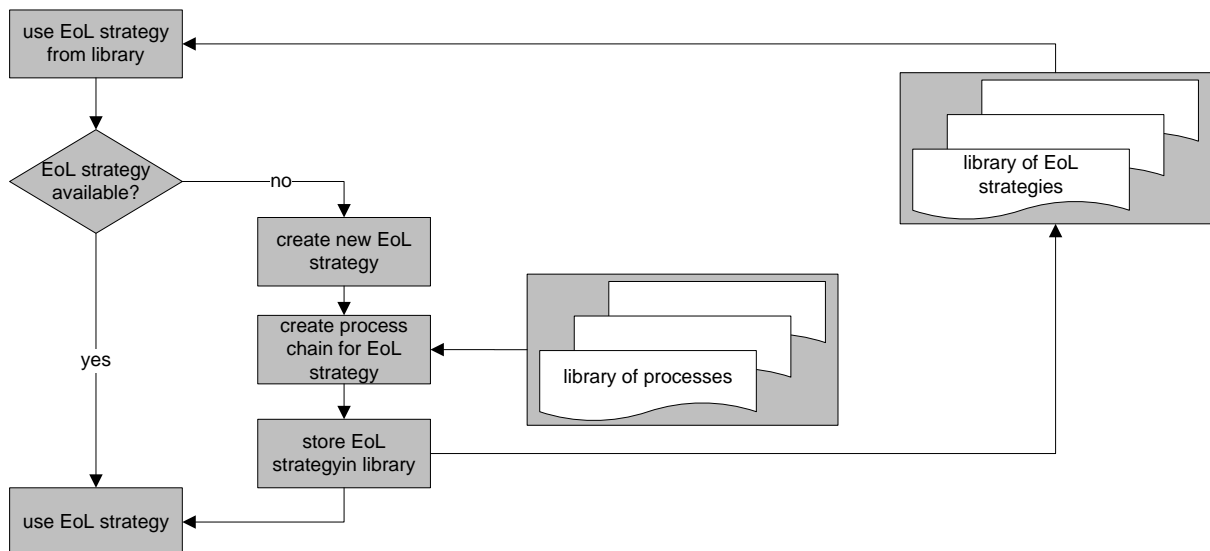 use EoL strategy
from library
EoL strategy
available?
no
library of EoL
strategies
create new EoL
strategy
create process
chain for EoL
strategy
library of processes
yes
store EoL
strategyin library
use EoL strategy